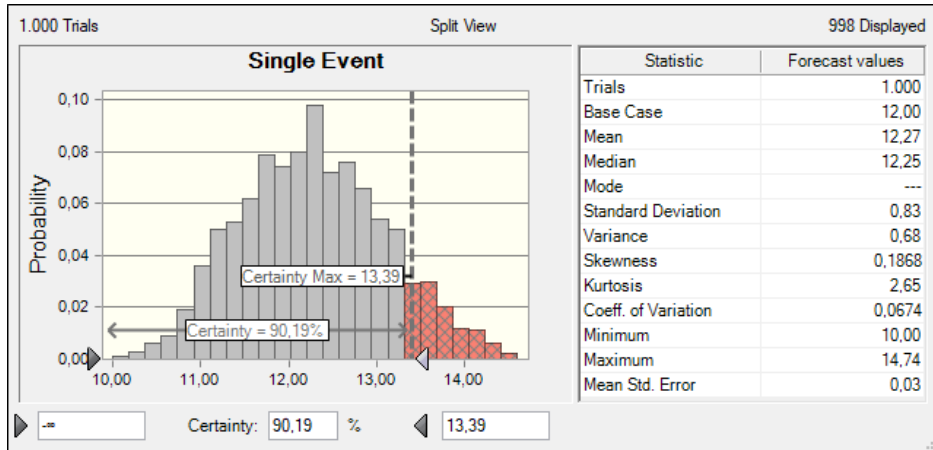 1.000 Trials Split View 998 Displayed
Single Event
Probability
0,10
0,08
0,06
0,04
0,02
0,00
Certainty Max = 13,39
Certainty = 90,19%
10,00 11,00 12,00 13,00 14,00
Statistic Forecast values
Trials 1.000
Base Case 12,00
Mean 12,27
Median 12,25
Mode ---
Standard Deviation 0,83
Variance 0,68
Skewness 0,1868
Kurtosis 2,65
Coeff. of Variation 0,0674
Minimum 10,00
Maximum 14,74
Mean Std. Error 0,03
-∞ Certainty: 90,19 % 13,39